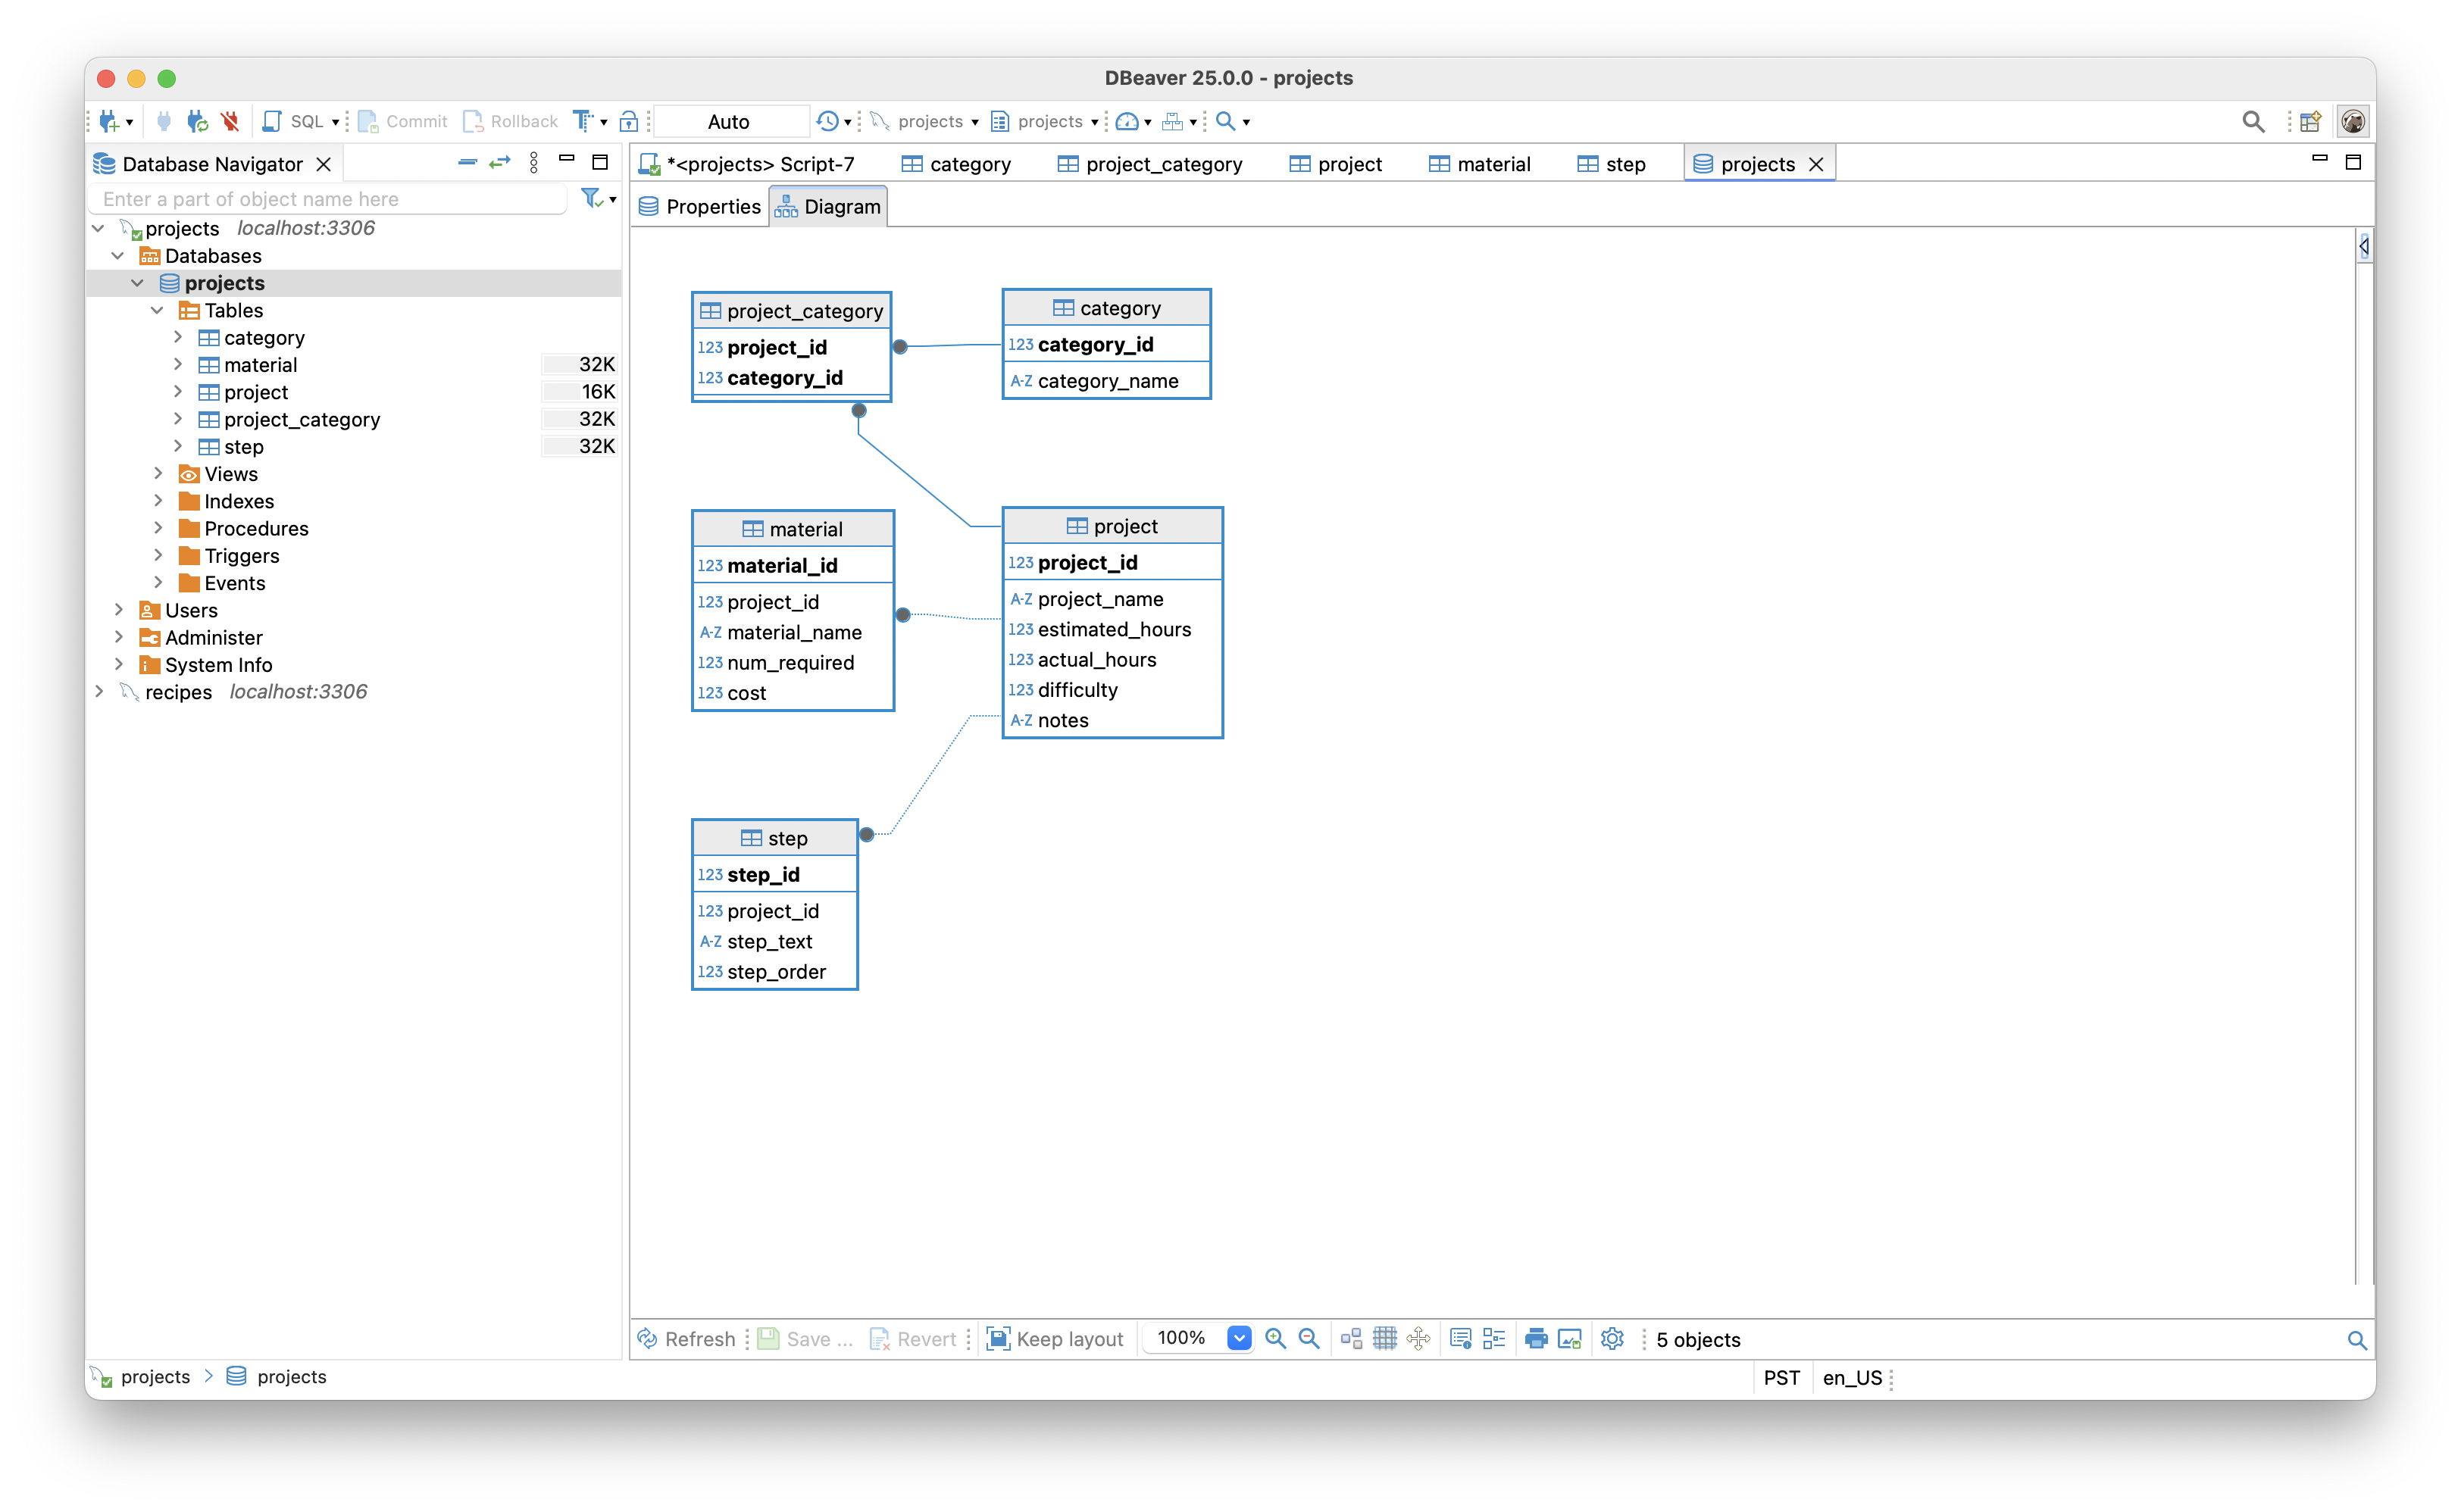 DBeaver 25.0.0 - projects
SQL Commit Rollback Auto projects projects
Database Navigator
Enter a part of object name here
projects localhost:3306
Databases
projects
Tables
category
material 32K
project 16K
project_category 32K
step 32K
Views
Indexes
Procedures
Triggers
Events
Users
Administer
System Info
recipes localhost:3306
*<projects> Script-7 category project_category project material step projects
Properties Diagram
project_category
123 project_id
123 category_id
category
123 category_id
A-Z category_name
material
123 material_id
123 project_id
A-Z material_name
123 num_required
123 cost
project
123 project_id
A-Z project_name
123 estimated_hours
123 actual_hours
123 difficulty
A-Z notes
step
123 step_id
123 project_id
A-Z step_text
123 step_order
Refresh Save ... Revert Keep layout 100% 5 objects
projects projects PST en_US